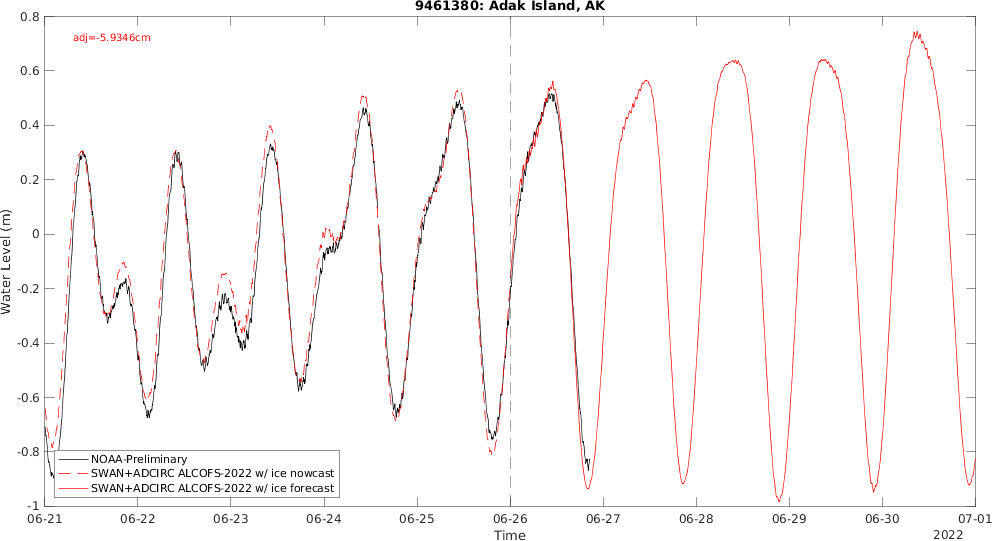 9461380: Adak Island, AK
adj=-5.9346cm
0.8
0.6
0.4
0.2
0
-0.2
-0.4
-0.6
-0.8
-1
Water Level (m)
NOAA-Preliminary
SWAN+ADCIRC ALCOFS-2022 w/ ice nowcast
SWAN+ADCIRC ALCOFS-2022 w/ ice forecast
06-21 06-22 06-23 06-24 06-25 06-26 06-27 06-28 06-29 06-30 07-01
Time
2022